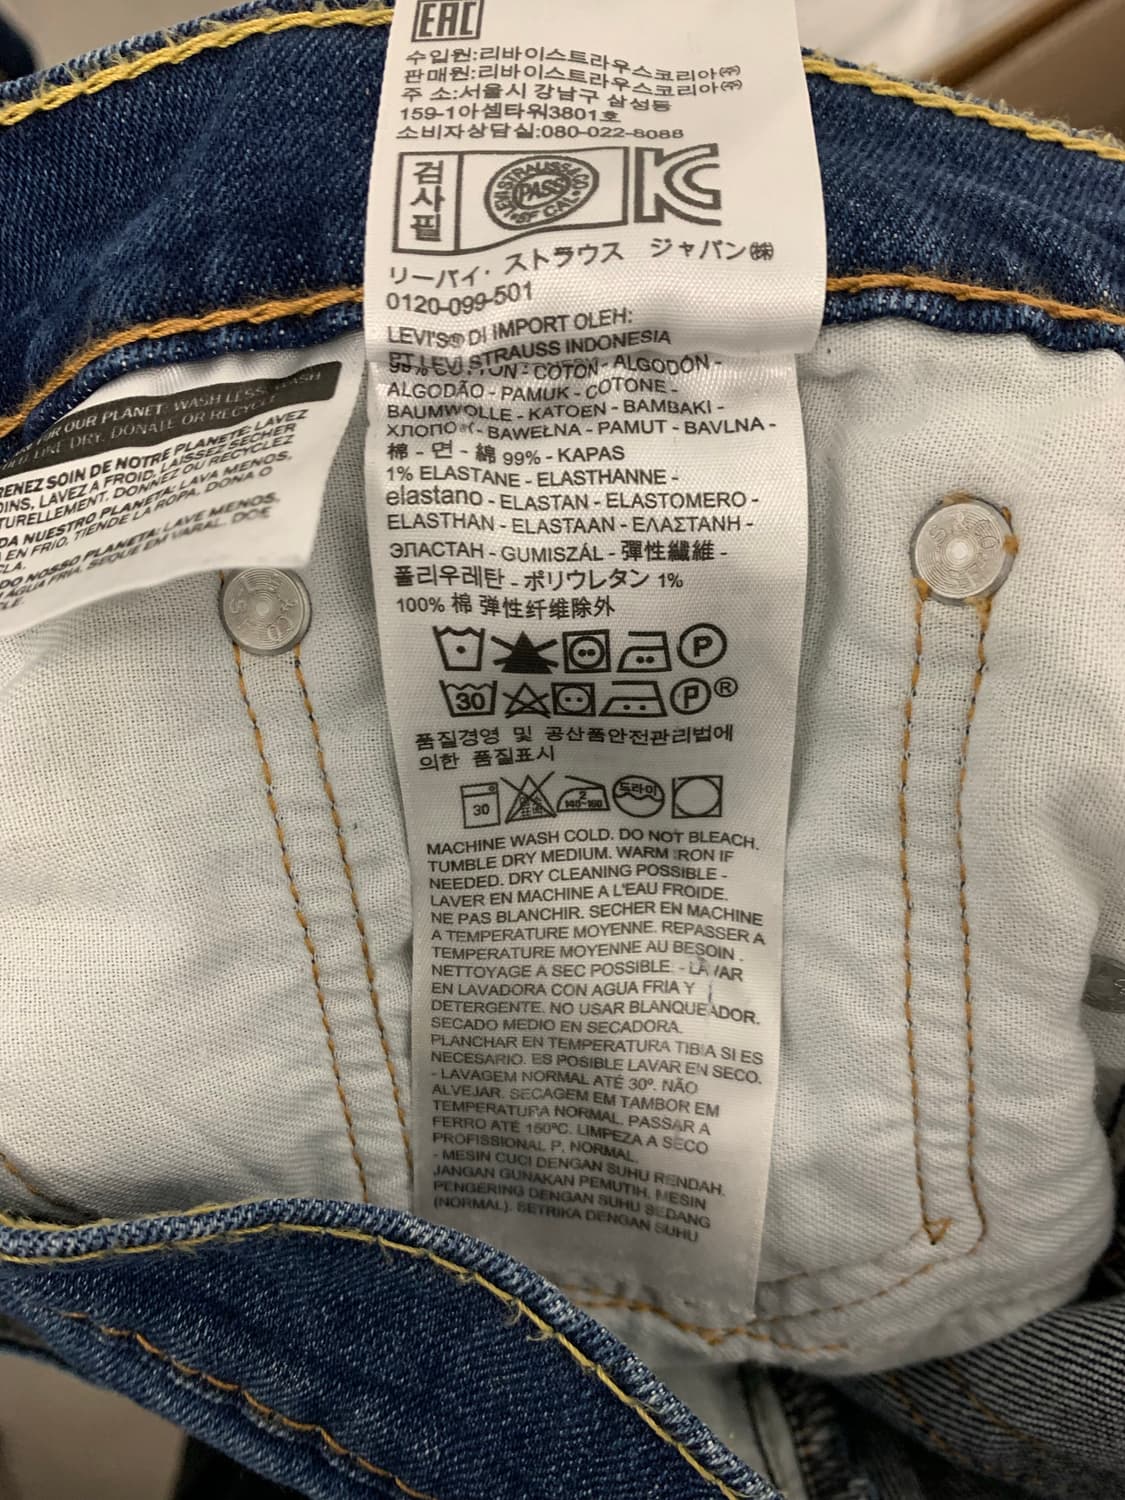 EAC
수입원:리바이스트라우스코리아㈜
판매원:리바이스트라우스코리아㈜
주 소:서울시 강남구 삼성동
159-1아셈타워3801호
소비자상담실:080-022-8088
검사필
LEVI STRAUSS & CO.
PASS
SF CAL.
KC
リーバイ・ストラウス ジャパン㈱
0120-099-501
LEVI'S® DI IMPORT OLEH:
PT LEVI STRAUSS INDONESIA
COTON - ALGODÓN -
ALGODÃO - PAMUK - COTONE -
BAUMWOLLE - KATOEN - BAMBAKI -
ХЛОПОК - BAWEŁNA - PAMUT - BAVLNA -
棉 - 면 - 綿 99% - KAPAS
1% ELASTANE - ELASTHANNE -
elastano - ELASTAN - ELASTOMERO -
ELASTHAN - ELASTAAN - ΕΛΑΣΤΑΝΗ -
ЭЛАСТАН - GUMISZÁL - 彈性纖維 -
폴리우레탄 - ポリウレタン 1%
100% 棉 弹性纤维除外
P
30 P ®
품질경영 및 공산품안전관리법에
의한 품질표시
30 2 140~160 드라이
MACHINE WASH COLD. DO NOT BLEACH.
TUMBLE DRY MEDIUM. WARM IRON IF
NEEDED. DRY CLEANING POSSIBLE -
LAVER EN MACHINE A L'EAU FROIDE.
NE PAS BLANCHIR. SECHER EN MACHINE
A TEMPERATURE MOYENNE. REPASSER A
TEMPERATURE MOYENNE AU BESOIN .
NETTOYAGE A SEC POSSIBLE. - LAVAR
EN LAVADORA CON AGUA FRIA Y
DETERGENTE. NO USAR BLANQUEADOR.
SECADO MEDIO EN SECADORA.
PLANCHAR EN TEMPERATURA TIBIA SI ES
NECESARIO. ES POSIBLE LAVAR EN SECO.
- LAVAGEM NORMAL ATÉ 30º. NÃO
ALVEJAR. SECAGEM EM TAMBOR EM
TEMPERATURA NORMAL. PASSAR A
FERRO ATÉ 150ºC. LIMPEZA A SECO
PROFISSIONAL P, NORMAL.
- MESIN CUCI DENGAN SUHU RENDAH.
JANGAN GUNAKAN PEMUTIH. MESIN
PENGERING DENGAN SUHU SEDANG
(NORMAL). SETRIKA DENGAN SUHU
FOR OUR PLANET: WASH LESS, WASH
COLD, LINE DRY, DONATE OR RECYCLE
PRENEZ SOIN DE NOTRE PLANETE: LAVEZ
MOINS, LAVEZ A FROID, LAISSEZ SECHER
NATURELLEMENT. DONNEZ OU RECYCLEZ
DA NUESTRO PLANETA: LAVA MENOS,
EN FRIO, TIENDE LA ROPA, DONA O
CLA.
DO NOSSO PLANETA: LAVE MENOS,
AGUA FRIA, SEQUE EM VARAL, DOE